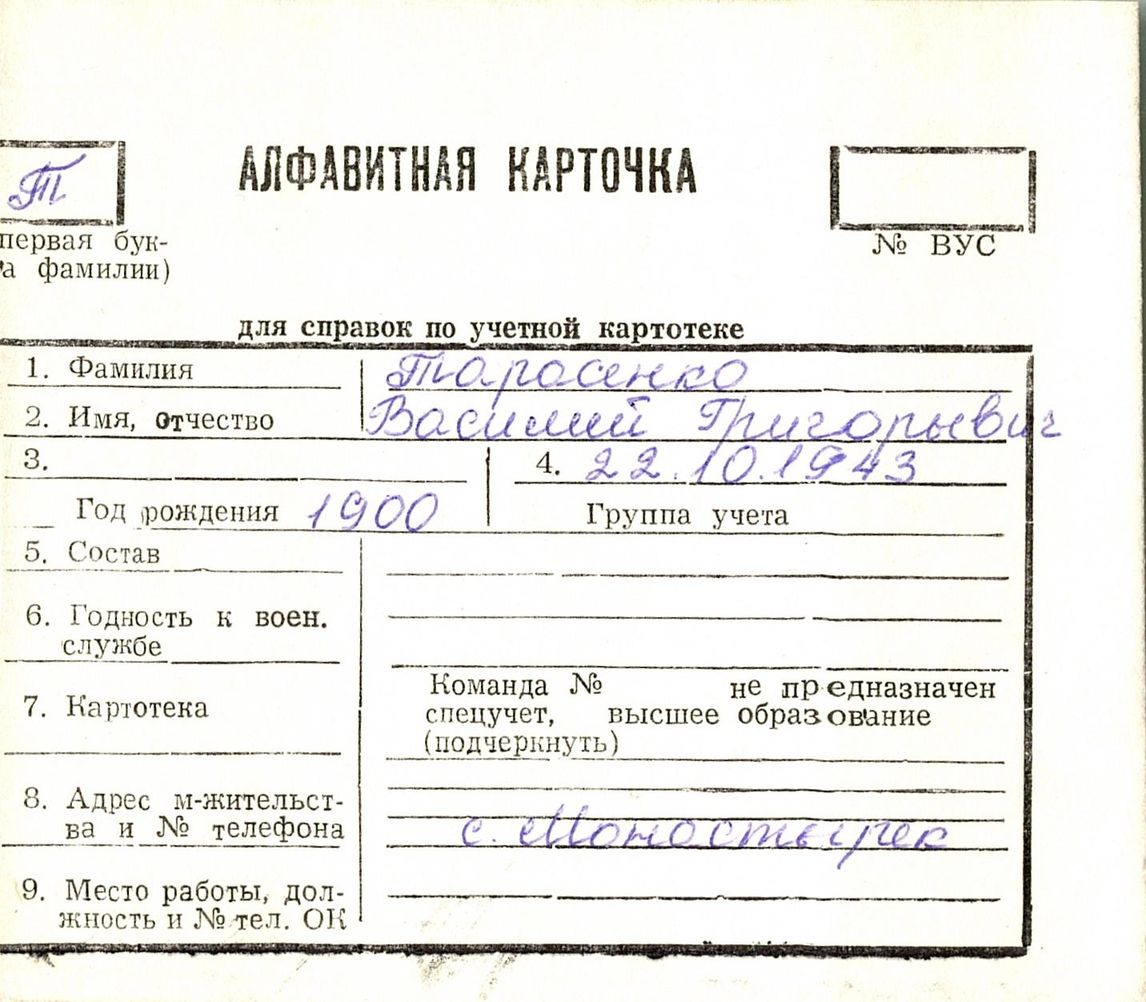 Т
АЛФАВИТНАЯ КАРТОЧКА
первая бук-
а фамилии)
№ ВУС
для справок по учетной картотеке
1. Фамилия Тарасенко
2. Имя, отчество Василий Григорьевич
3. 4. 22.10.1943
Год рождения 1900 Группа учета
5. Состав
6. Годность к воен.
службе
7. Картотека
Команда № не предназначен
спецучет, высшее образование
(подчеркнуть)
8. Адрес м-жительст-
ва и № телефона с. Монастырек
9. Место работы, дол-
жность и № тел. ОК